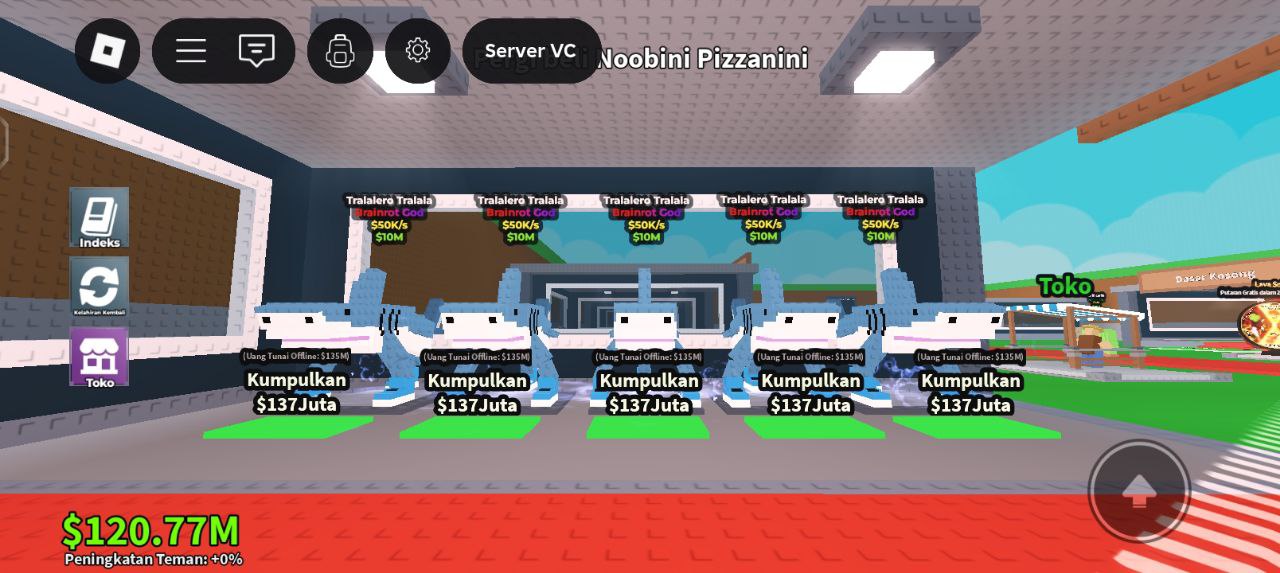 Server VC
Pergi beli Noobini Pizzanini
Tralalero Tralala
Brainrot God
$50K/s
$10M
Tralalero Tralala
Brainrot God
$50K/s
$10M
Tralalero Tralala
Brainrot God
$50K/s
$10M
Tralalero Tralala
Brainrot God
$50K/s
$10M
Tralalero Tralala
Brainrot God
$50K/s
$10M
Indeks
Kelahiran Kembali
Toko
Toko
Dasar Kosong
(Uang Tunai Offline: $135M)
Kumpulkan
$137Juta
(Uang Tunai Offline: $135M)
Kumpulkan
$137Juta
(Uang Tunai Offline: $135M)
Kumpulkan
$137Juta
(Uang Tunai Offline: $135M)
Kumpulkan
$137Juta
(Uang Tunai Offline: $135M)
Kumpulkan
$137Juta
$120.77M
Peningkatan Teman: +0%